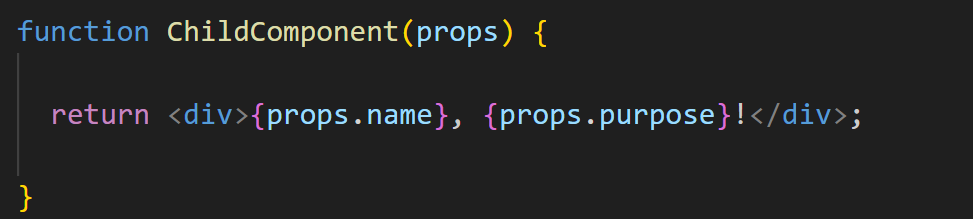 function ChildComponent(props) {
return <div>{props.name}, {props.purpose}!</div>;
}